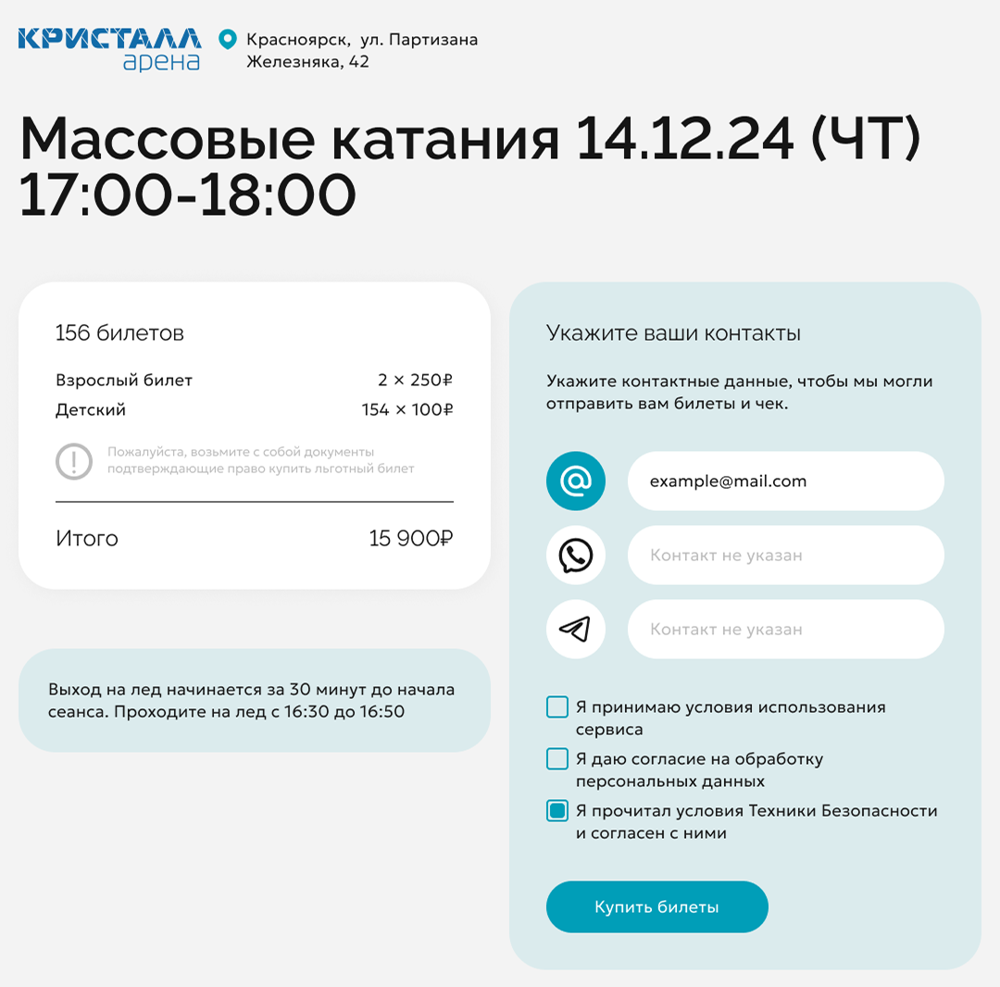 КРИСТАЛЛ
арена
Красноярск, ул. Партизана
Железняка, 42
Массовые катания 14.12.24 (ЧТ)
17:00-18:00
156 билетов
Взрослый билет 2 × 250₽
Детский 154 × 100₽
Пожалуйста, возьмите с собой документы
подтверждающие право купить льготный билет
Итого 15 900₽
Выход на лед начинается за 30 минут до начала
сеанса. Проходите на лед с 16:30 до 16:50
Укажите ваши контакты
Укажите контактные данные, чтобы мы могли
отправить вам билеты и чек.
example@mail.com
Контакт не указан
Контакт не указан
Я принимаю условия использования
сервиса
Я даю согласие на обработку
персональных данных
Я прочитал условия Техники Безопасности
и согласен с ними
Купить билеты